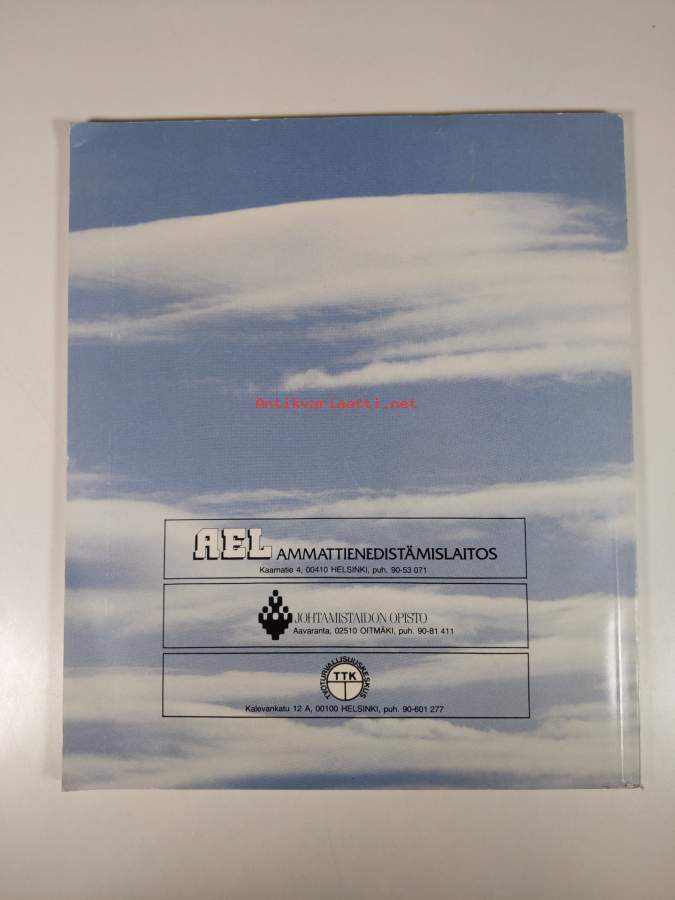 Antikvariaatti.net
AEL AMMATTIENEDISTÄMISLAITOS
Kaarnatie 4, 00410 HELSINKI, puh. 90-53 071
JOHTAMISTAIDON OPISTO
Aavaranta, 02510 OITMÄKI, puh. 90-81 411
TYÖTURVALLISUUSKESKUS
TTK
Kalevankatu 12 A, 00100 HELSINKI, puh. 90-601 277